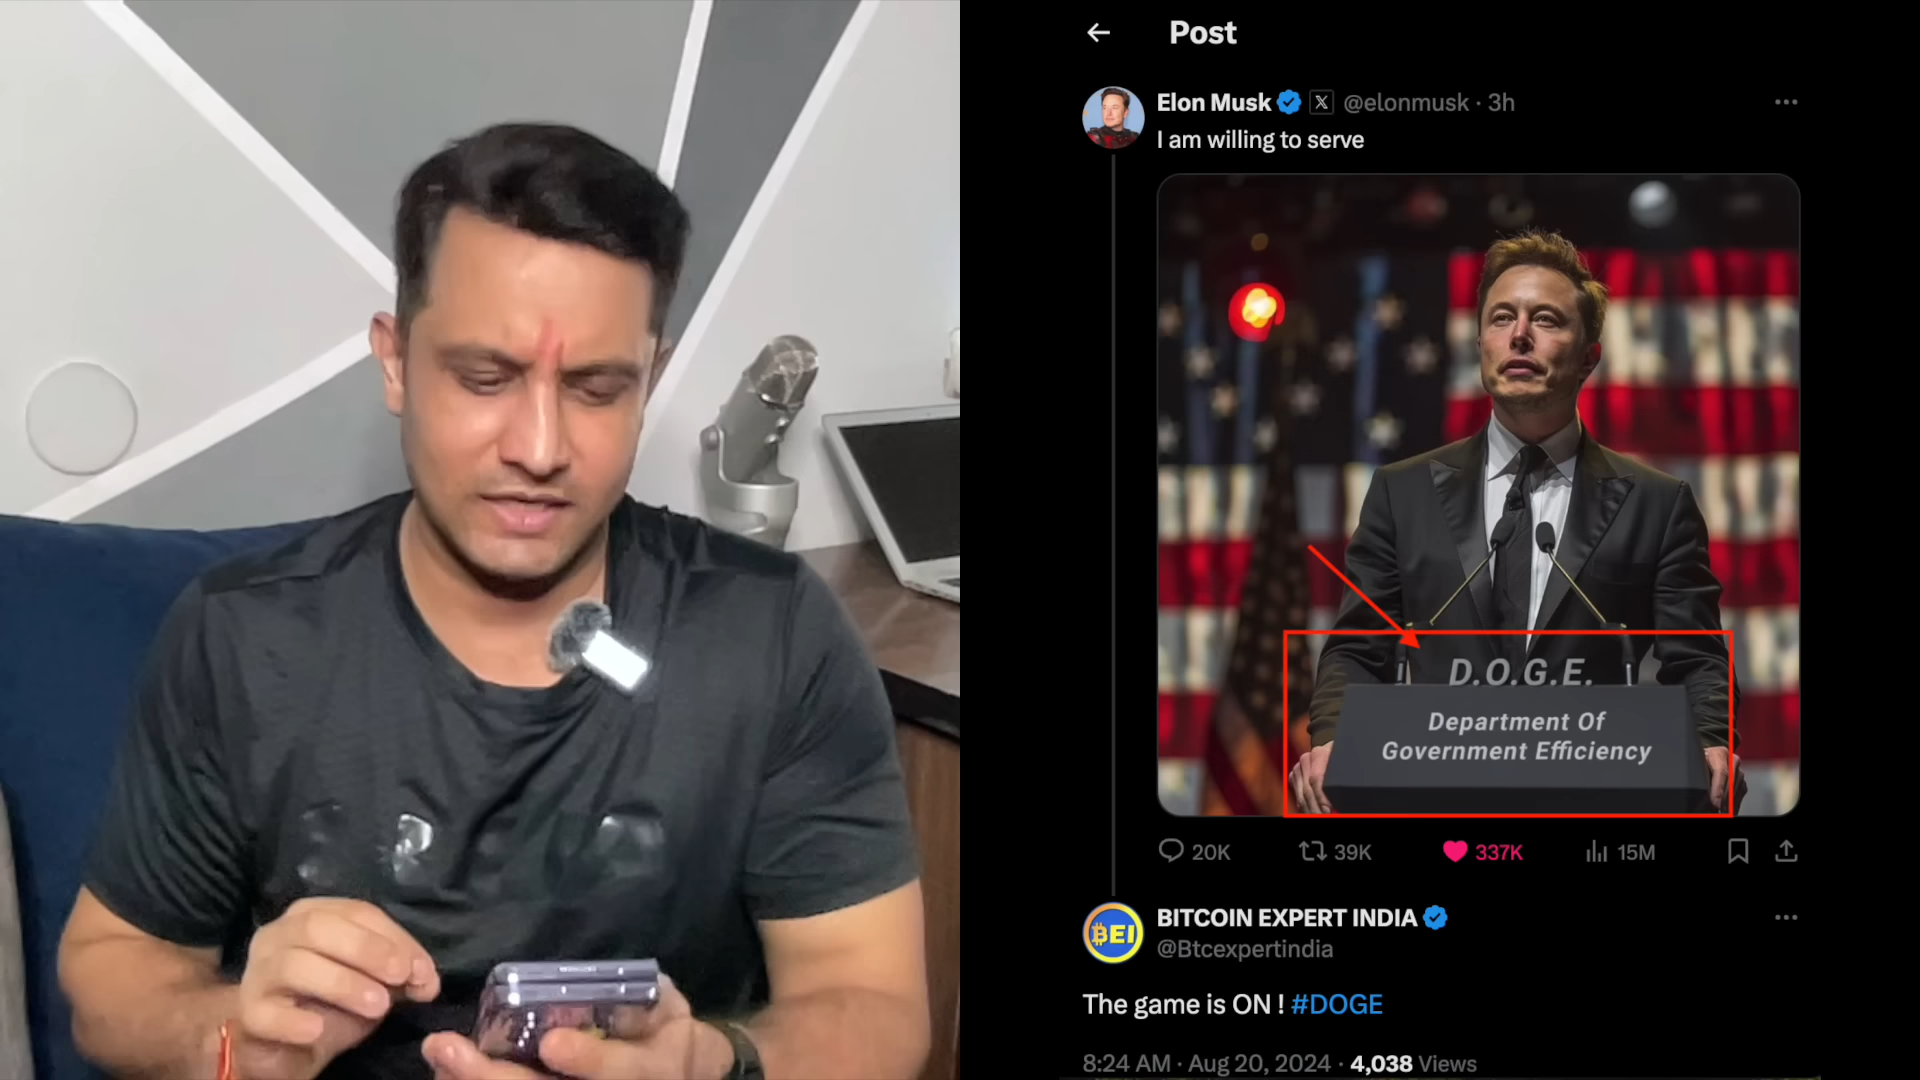 Post
Elon Musk @elonmusk · 3h
I am willing to serve
D.O.G.E.
Department Of
Government Efficiency
20K 39K 337K 15M
BEI
BITCOIN EXPERT INDIA
@Btcexpertindia
The game is ON ! #DOGE
8:24 AM · Aug 20, 2024 · 4,038 Views